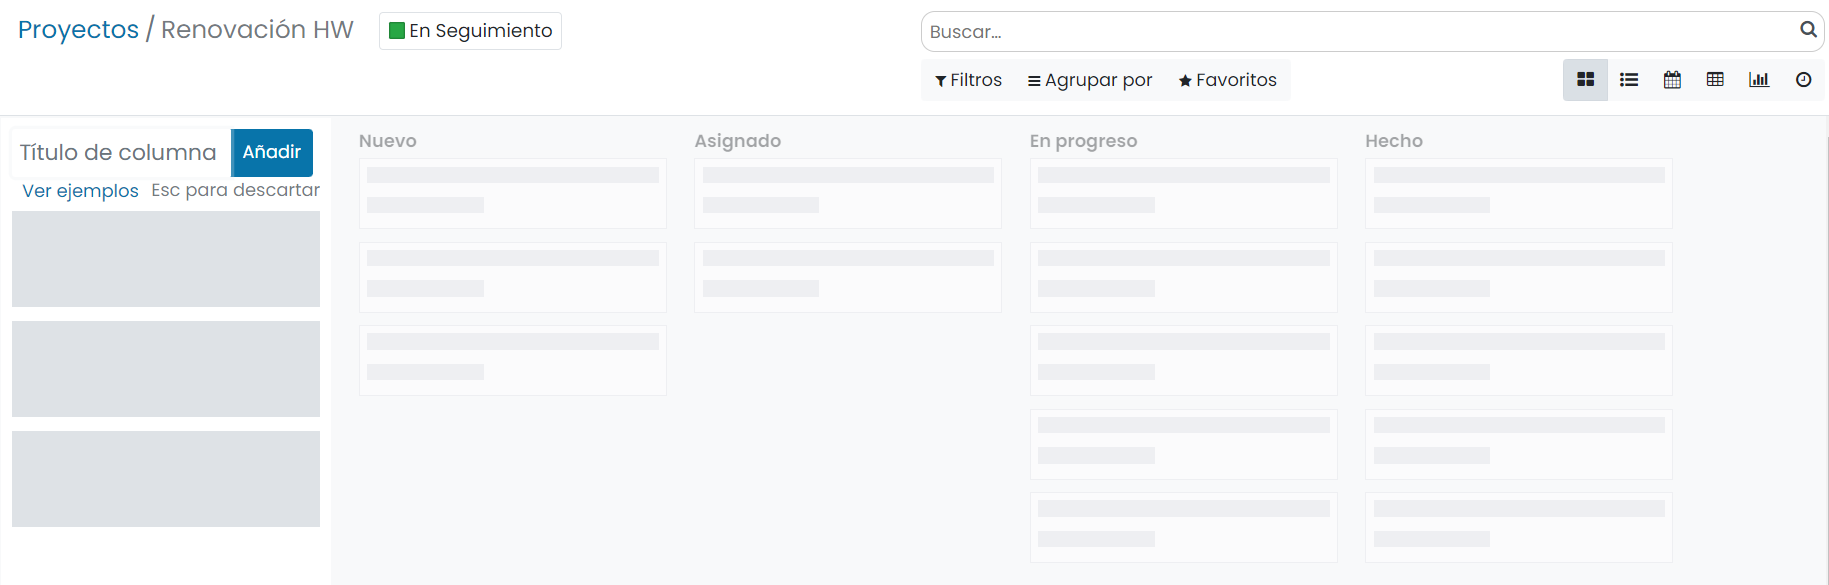 Proyectos / Renovación HW
En Seguimiento
Buscar...
Filtros
Agrupar por
Favoritos
Título de columna
Añadir
Ver ejemplos
Esc para descartar
Nuevo
Asignado
En progreso
Hecho